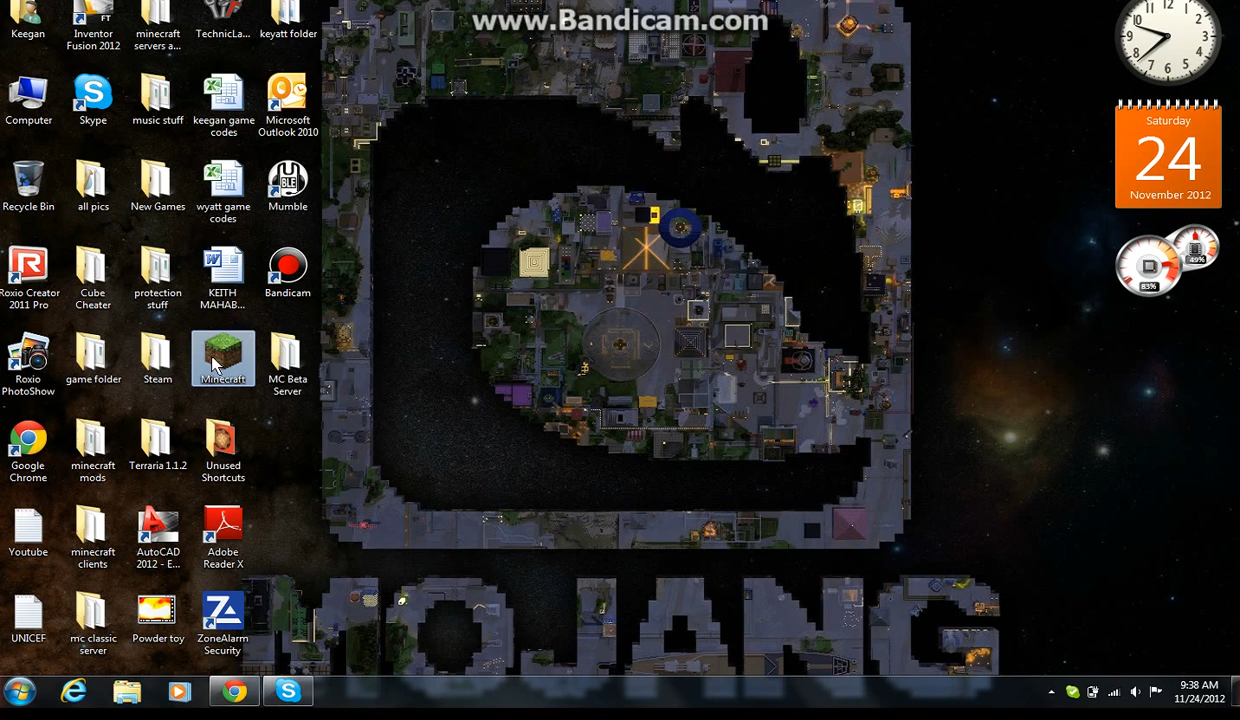 www.Bandicam.com
Keegan
Inventor
Fusion 2012
minecraft
servers a...
TechnicLa...
keyatt folder
Computer
Skype
music stuff
keegan game
codes
Microsoft
Outlook 2010
Recycle Bin
all pics
New Games
wyatt game
codes
Mumble
Roxio Creator
2011 Pro
Cube
Cheater
protection
stuff
KEITH
MAHAB...
Bandicam
Roxio
PhotoShow
game folder
Steam
Minecraft
MC Beta
Server
Google
Chrome
minecraft
mods
Terraria 1.1.2
Unused
Shortcuts
Youtube
minecraft
clients
AutoCAD
2012 - E...
Adobe
Reader X
UNICEF
mc classic
server
Powder toy
ZoneAlarm
Security
MOJANG
Saturday
24
November 2012
83%
49%
9:38 AM
11/24/2012